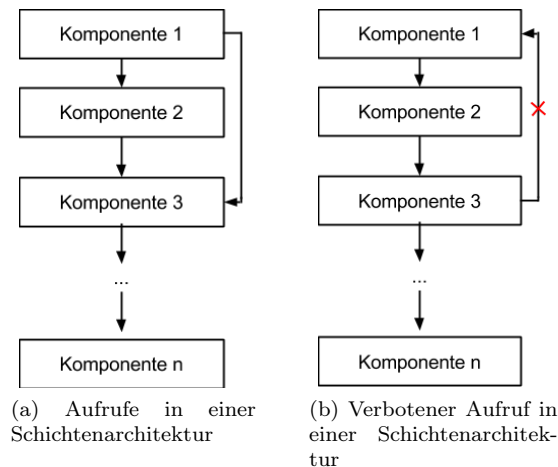 Komponente 1
Komponente 2
Komponente 3
...
Komponente n
(a) Aufrufe in einer
Schichtenarchitektur
Komponente 1
Komponente 2
Komponente 3
...
Komponente n
(b) Verbotener Aufruf in
einer Schichtenarchitek-
tur